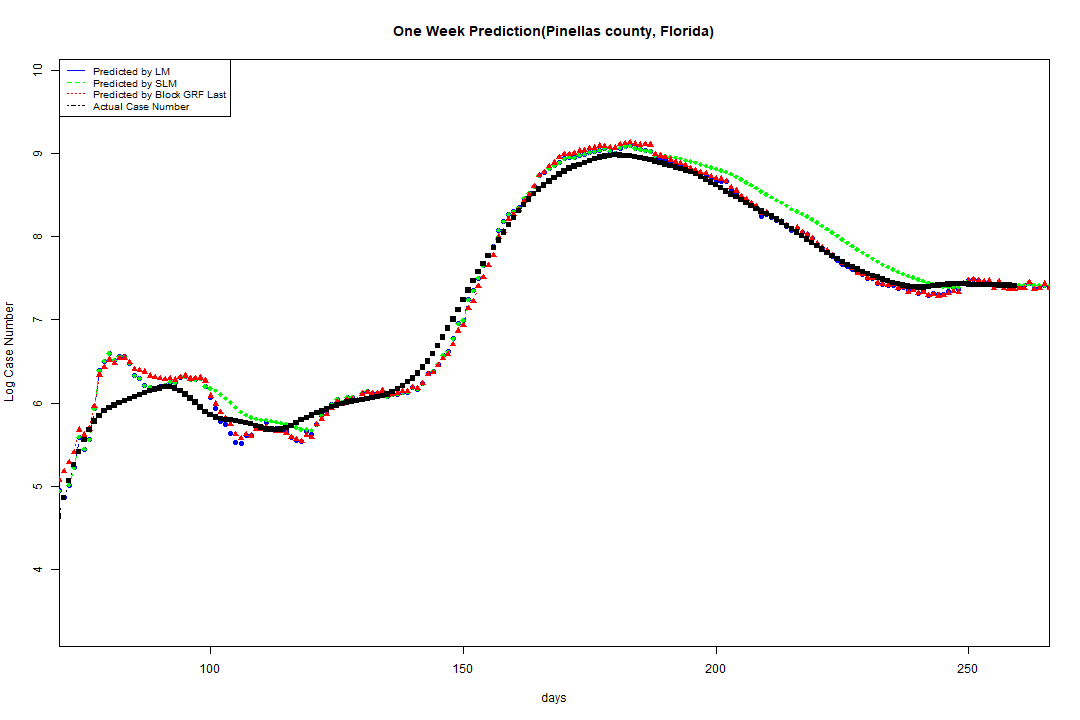 One Week Prediction(Pinellas county, Florida)
Predicted by LM
Predicted by SLM
Predicted by Block GRF Last
Actual Case Number
10
9
8
7
6
5
4
Log Case Number
100 150 200 250
days